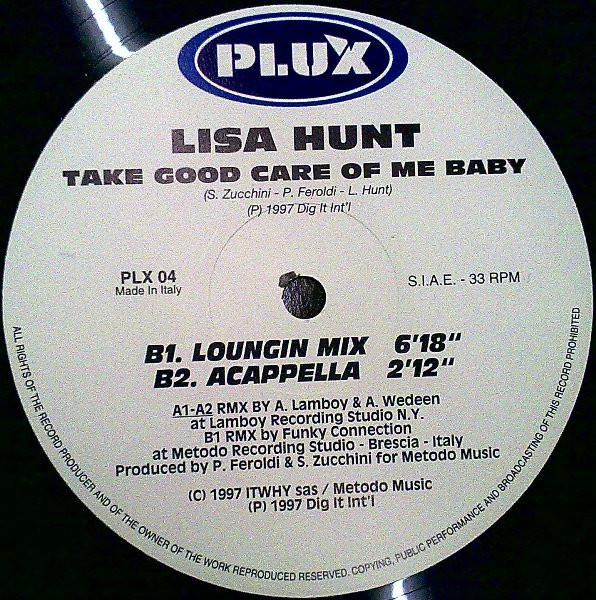 PLUX
LISA HUNT
TAKE GOOD CARE OF ME BABY
(S. Zucchini - P. Feroldi - L. Hunt)
(P) 1997 Dig It Int'l
PLX 04
Made In Italy
S.I.A.E. - 33 RPM
B1. LOUNGIN MIX 6'18"
B2. ACAPPELLA 2'12"
A1-A2 RMX BY A. Lamboy & A. Wedeen
at Lamboy Recording Studio N.Y.
B1 RMX by Funky Connection
at Metodo Recording Studio - Brescia - Italy
Produced by P. Feroldi & S. Zucchini for Metodo Music
(C) 1997 ITWHY sas / Metodo Music
(P) 1997 Dig It Int'l
ALL RIGHTS OF THE RECORD PRODUCER AND OF THE OWNER OF THE WORK REPRODUCED RESERVED. COPYING, PUBLIC PERFORMANCE AND BROADCASTING OF THIS RECORD PROHIBITED